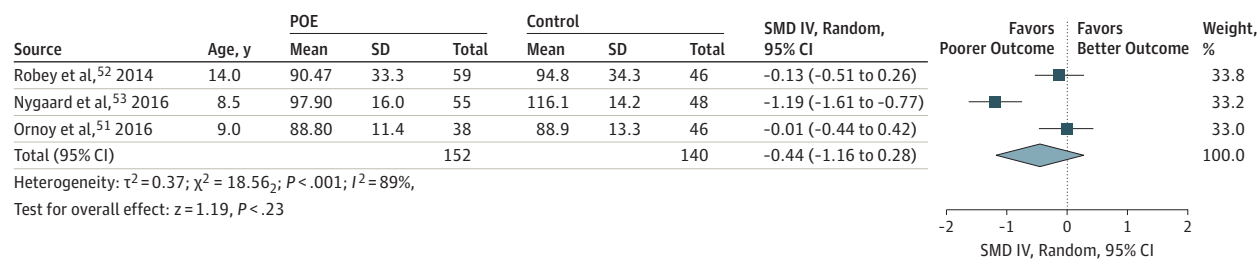 POE Control SMD IV, Random, 95% CI Favors Poorer Outcome Favors Better Outcome Weight, %
Source Age, y Mean SD Total Mean SD Total
Robey et al,52 2014 14.0 90.47 33.3 59 94.8 34.3 46 -0.13 (-0.51 to 0.26) 33.8
Nygaard et al,53 2016 8.5 97.90 16.0 55 116.1 14.2 48 -1.19 (-1.61 to -0.77) 33.2
Ornoy et al,51 2016 9.0 88.80 11.4 38 88.9 13.3 46 -0.01 (-0.44 to 0.42) 33.0
Total (95% CI) 152 140 -0.44 (-1.16 to 0.28) 100.0
Heterogeneity: τ2 = 0.37; χ2 = 18.562; P < .001; I2 = 89%,
Test for overall effect: z = 1.19, P < .23
-2 -1 0 1 2
SMD IV, Random, 95% CI